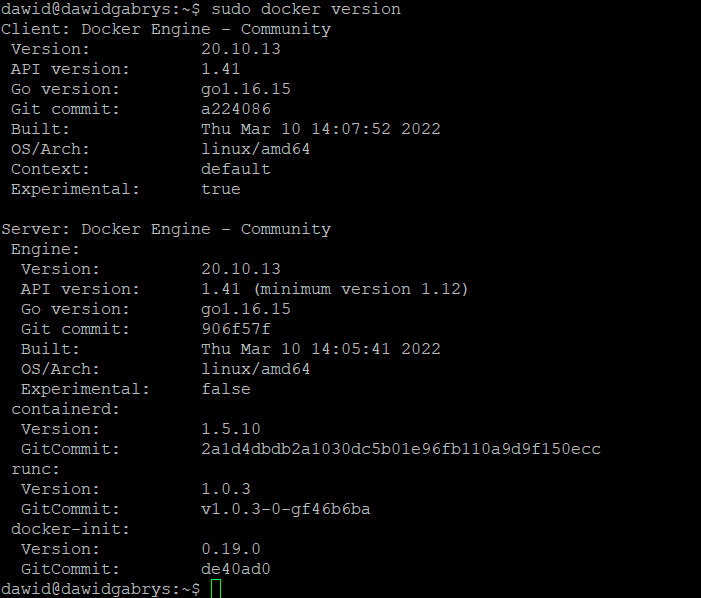 dawid@dawidgabrys:~$ sudo docker version
Client: Docker Engine - Community
 Version:           20.10.13
 API version:       1.41
 Go version:        go1.16.15
 Git commit:        a224086
 Built:             Thu Mar 10 14:07:52 2022
 OS/Arch:           linux/amd64
 Context:           default
 Experimental:      true

Server: Docker Engine - Community
 Engine:
  Version:          20.10.13
  API version:      1.41 (minimum version 1.12)
  Go version:       go1.16.15
  Git commit:       906f57f
  Built:            Thu Mar 10 14:05:41 2022
  OS/Arch:          linux/amd64
  Experimental:     false
 containerd:
  Version:          1.5.10
  GitCommit:        2a1d4dbdb2a1030dc5b01e96fb110a9d9f150ecc
 runc:
  Version:          1.0.3
  GitCommit:        v1.0.3-0-gf46b6ba
 docker-init:
  Version:          0.19.0
  GitCommit:        de40ad0
dawid@dawidgabrys:~$